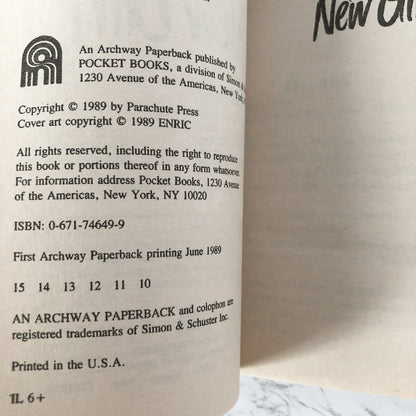 An Archway Paperback published by
POCKET BOOKS, a division of Simon &
1230 Avenue of the Americas, New York,
Copyright © 1989 by Parachute Press
Cover art copyright © 1989 ENRIC
All rights reserved, including the right to reproduce
this book or portions thereof in any form whatsoever.
For information address Pocket Books, 1230 Avenue
of the Americas, New York, NY 10020
ISBN: 0-671-74649-9
First Archway Paperback printing June 1989
15 14 13 12 11 10
AN ARCHWAY PAPERBACK and colophon are
registered trademarks of Simon & Schuster Inc.
Printed in the U.S.A.
IL 6+
New